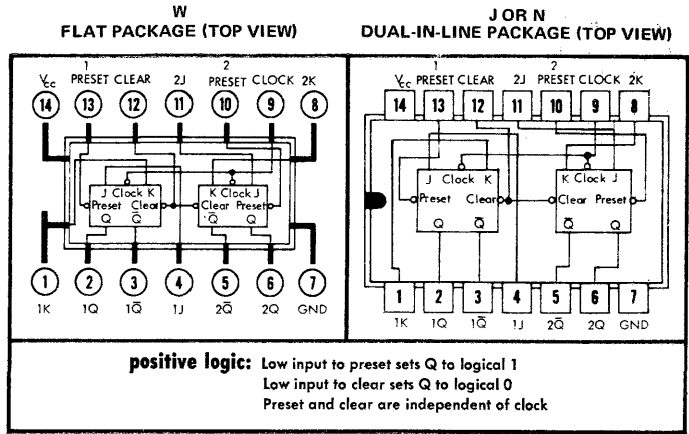 W
FLAT PACKAGE (TOP VIEW)
1 2
Vcc PRESET CLEAR 2J PRESET CLOCK 2K
14 13 12 11 10 9 8
J Clock K K Clock J
Preset Clear Clear Preset
Q Q̅ Q̅ Q
1 2 3 4 5 6 7
1K 1Q 1Q̅ 1J 2Q̅ 2Q GND
J OR N
DUAL-IN-LINE PACKAGE (TOP VIEW)
1 2
Vcc PRESET CLEAR 2J PRESET CLOCK 2K
14 13 12 11 10 9 8
J Clock K K Clock J
Preset Clear Clear Preset
Q Q̅ Q̅ Q
1 2 3 4 5 6 7
1K 1Q 1Q̅ 1J 2Q̅ 2Q GND
positive logic: Low input to preset sets Q to logical 1
Low input to clear sets Q to logical 0
Preset and clear are independent of clock